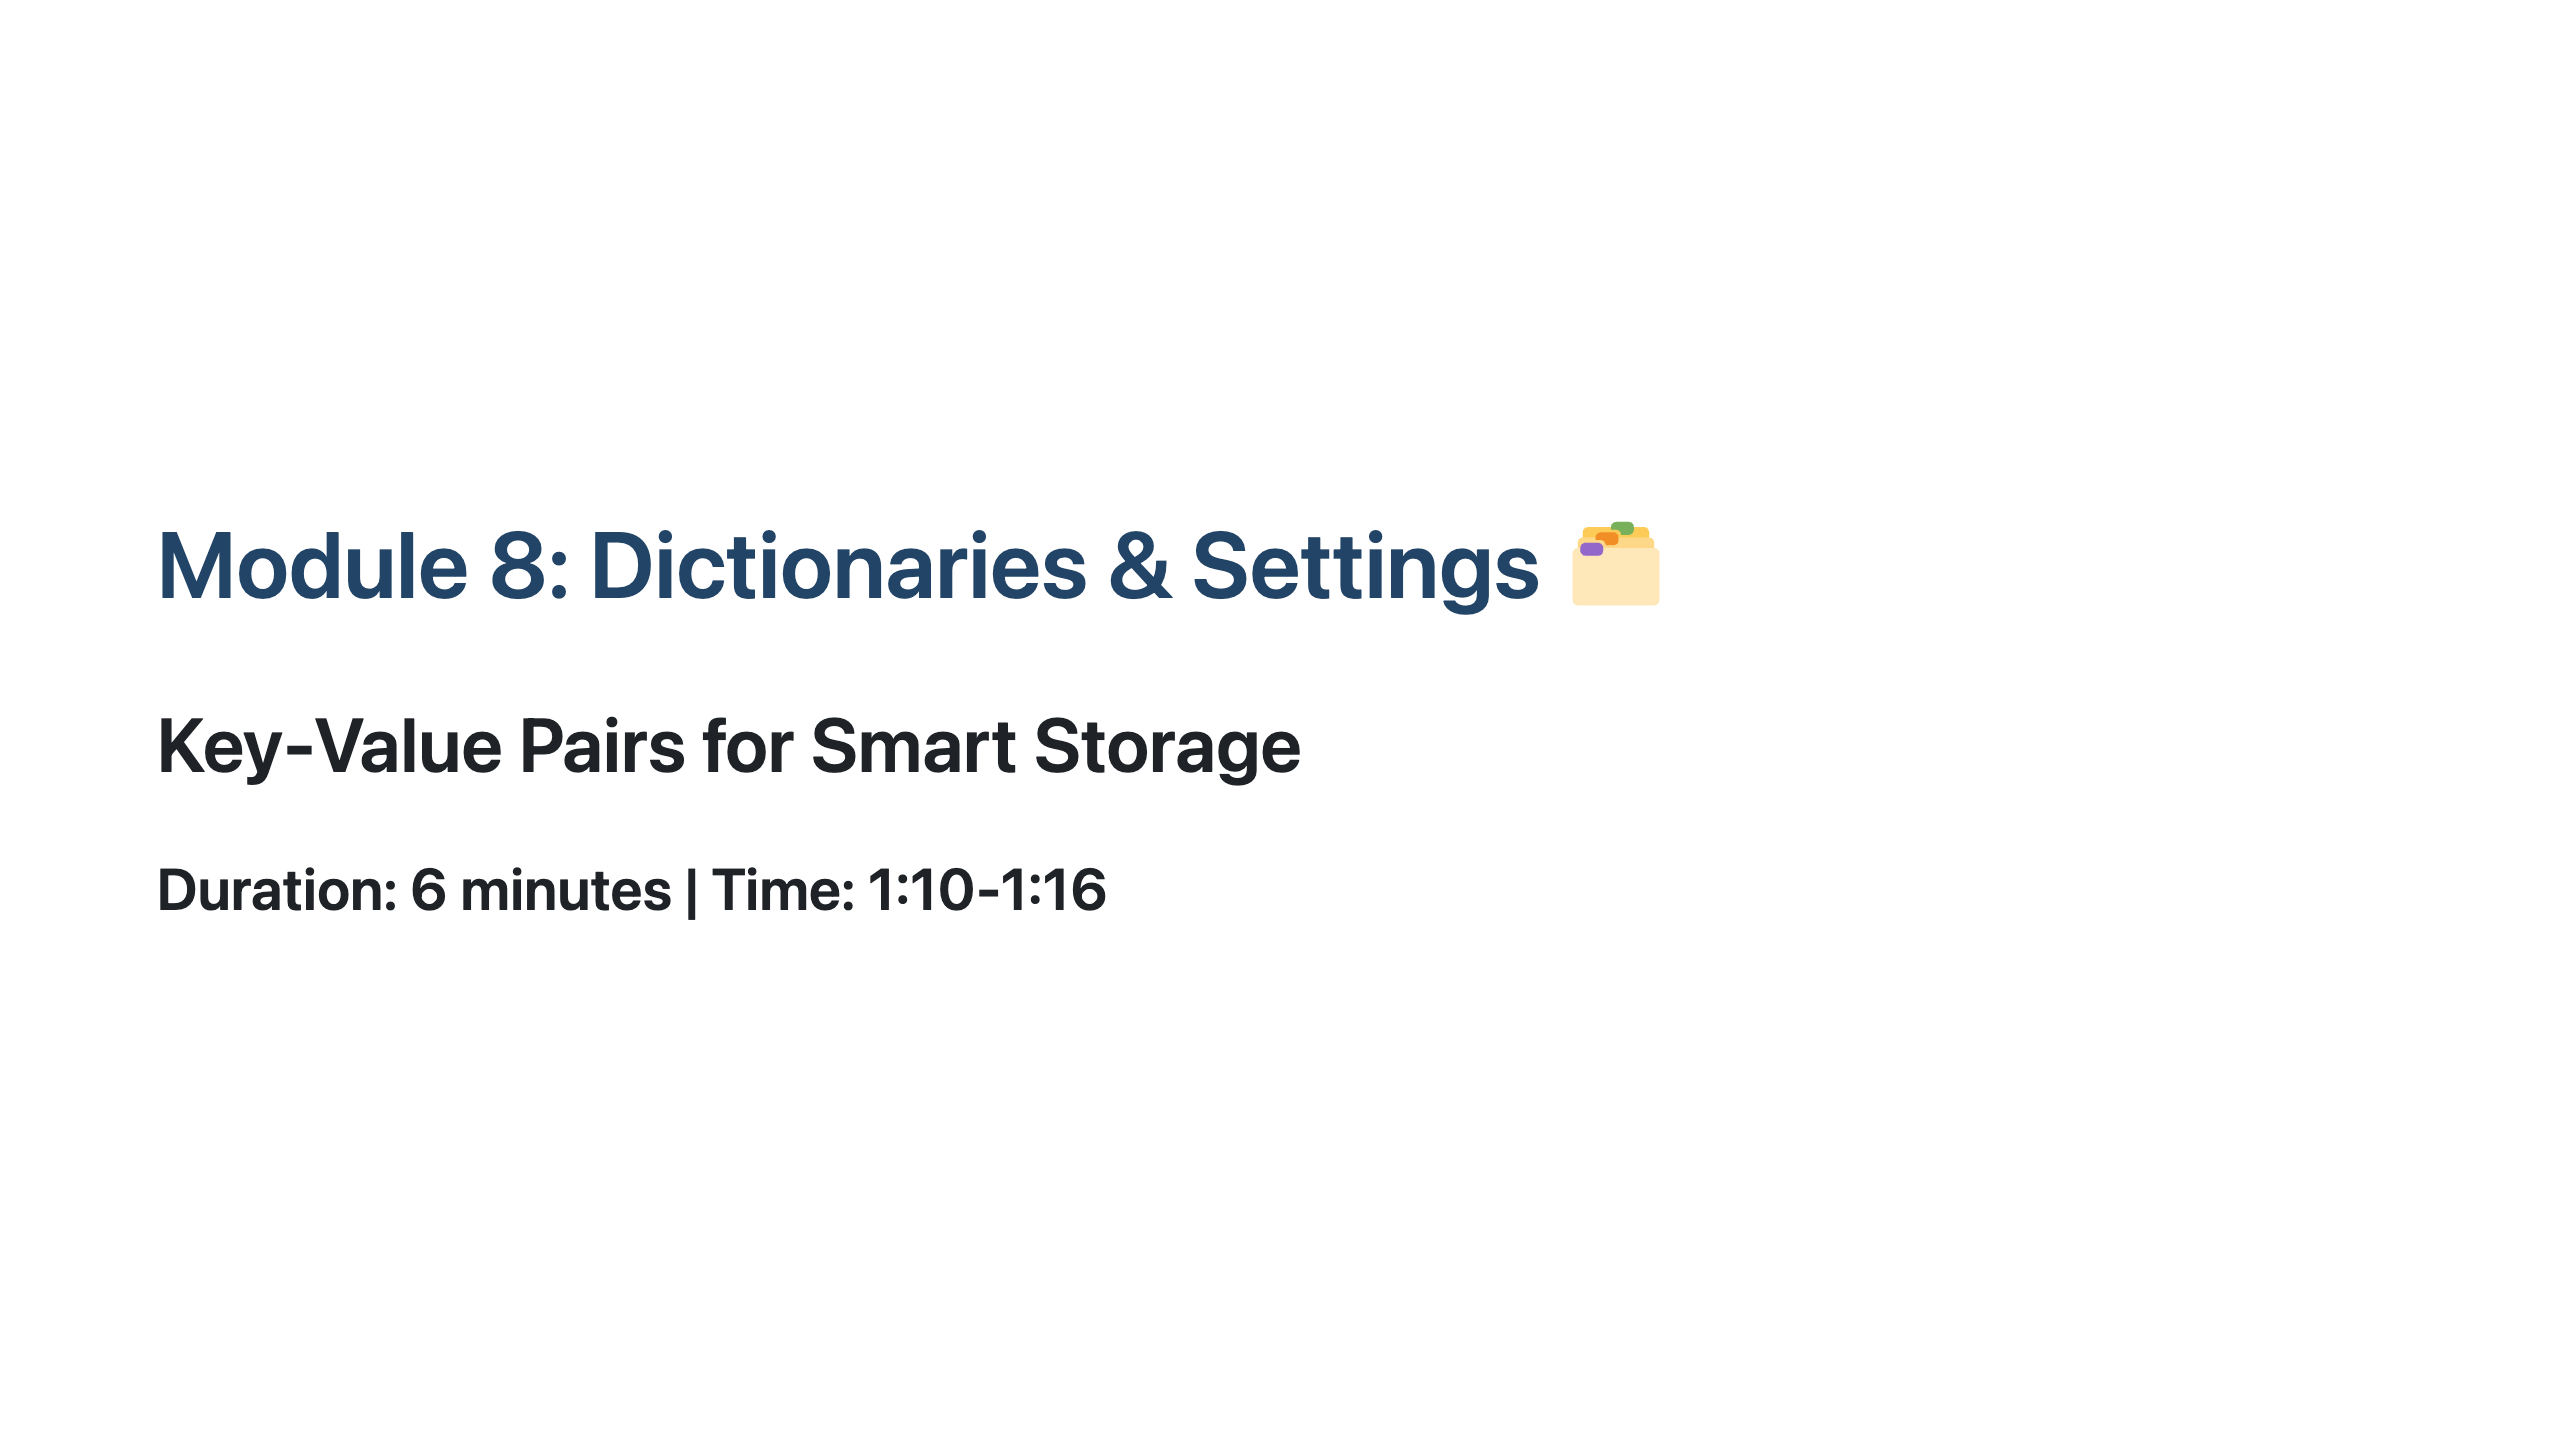 Module 8: Dictionaries & Settings 🗂️
Key-Value Pairs for Smart Storage
Duration: 6 minutes | Time: 1:10-1:16